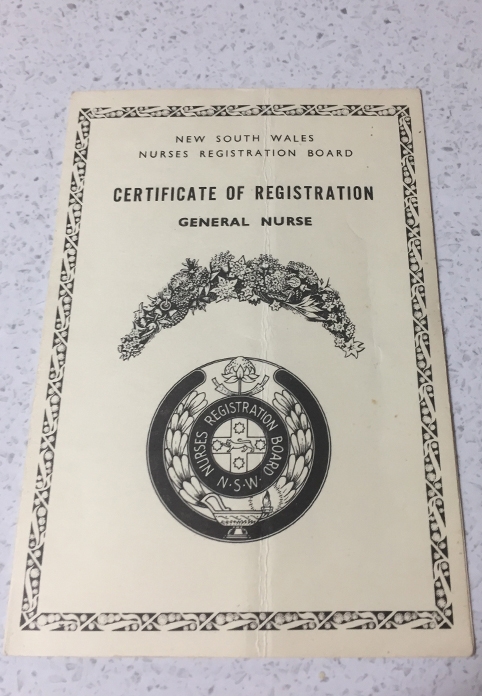 NEW SOUTH WALES
NURSES REGISTRATION BOARD
CERTIFICATE OF REGISTRATION
GENERAL NURSE
NURSES REGISTRATION BOARD
N·S·W·